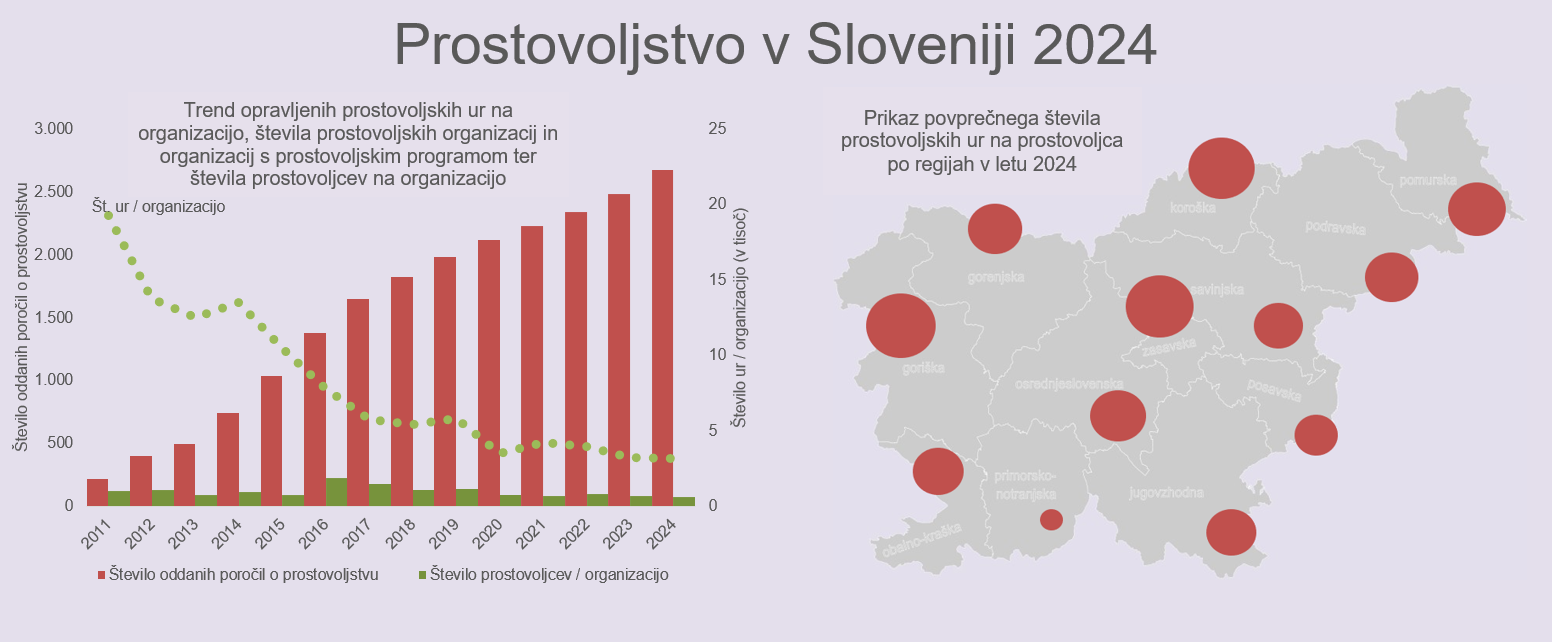 Prostovoljstvo v Sloveniji 2024
Trend opravljenih prostovoljskih ur na
organizacijo, števila prostovoljskih organizacij in
organizacij s prostovoljskim programom ter
števila prostovoljcev na organizacijo
Št. ur / organizacijo
Število oddanih poročil o prostovoljstvu
3.000
2.500
2.000
1.500
1.000
500
0
25
20
15
10
5
0
Število ur / organizacijo (v tisoč)
2011
2012
2013
2014
2015
2016
2017
2018
2019
2020
2021
2022
2023
2024
Število oddanih poročil o prostovoljstvu
Število prostovoljcev / organizacijo
Prikaz povprečnega števila
prostovoljskih ur na prostovoljca
po regijah v letu 2024
pomurska
koroška
podravska
gorenjska
savinjska
zasavska
goriška
osrednjeslovenska
posavska
primorsko-
notranjska
jugovzhodna
obalno-kraška